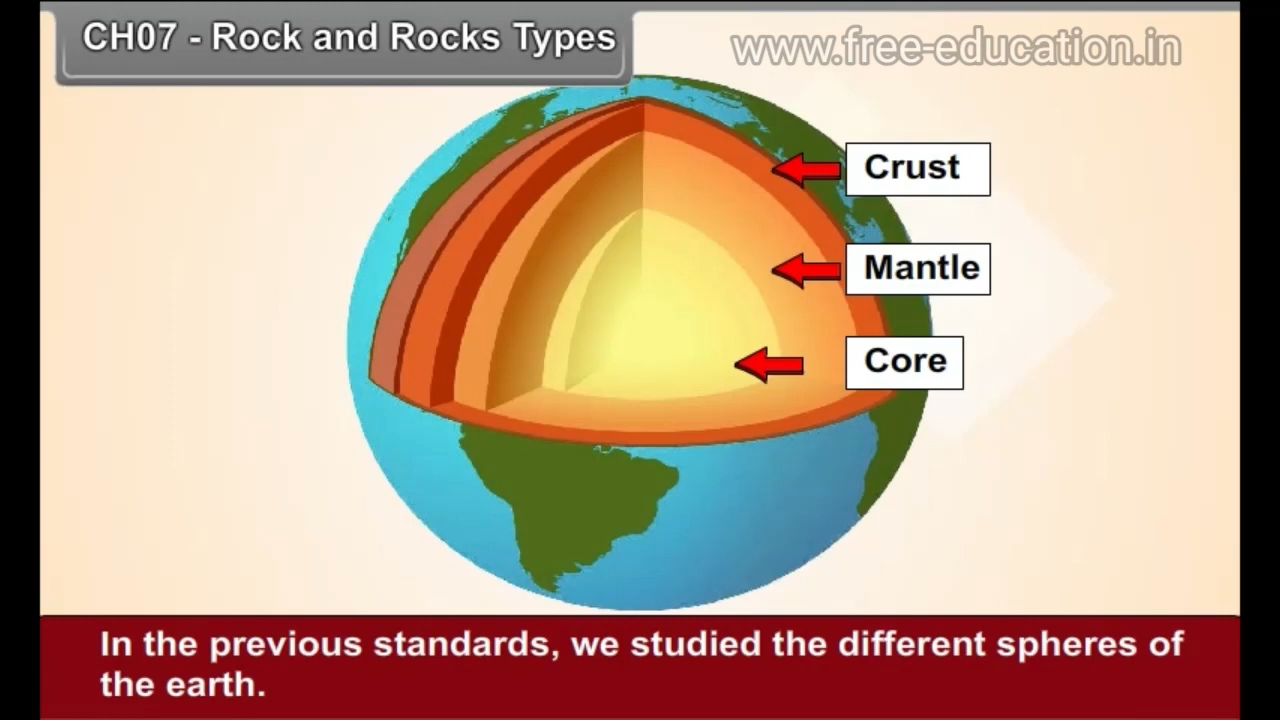 CH07 - Rock and Rocks Types
www.free-education.in
Crust
Mantle
Core
In the previous standards, we studied the different spheres of
the earth.